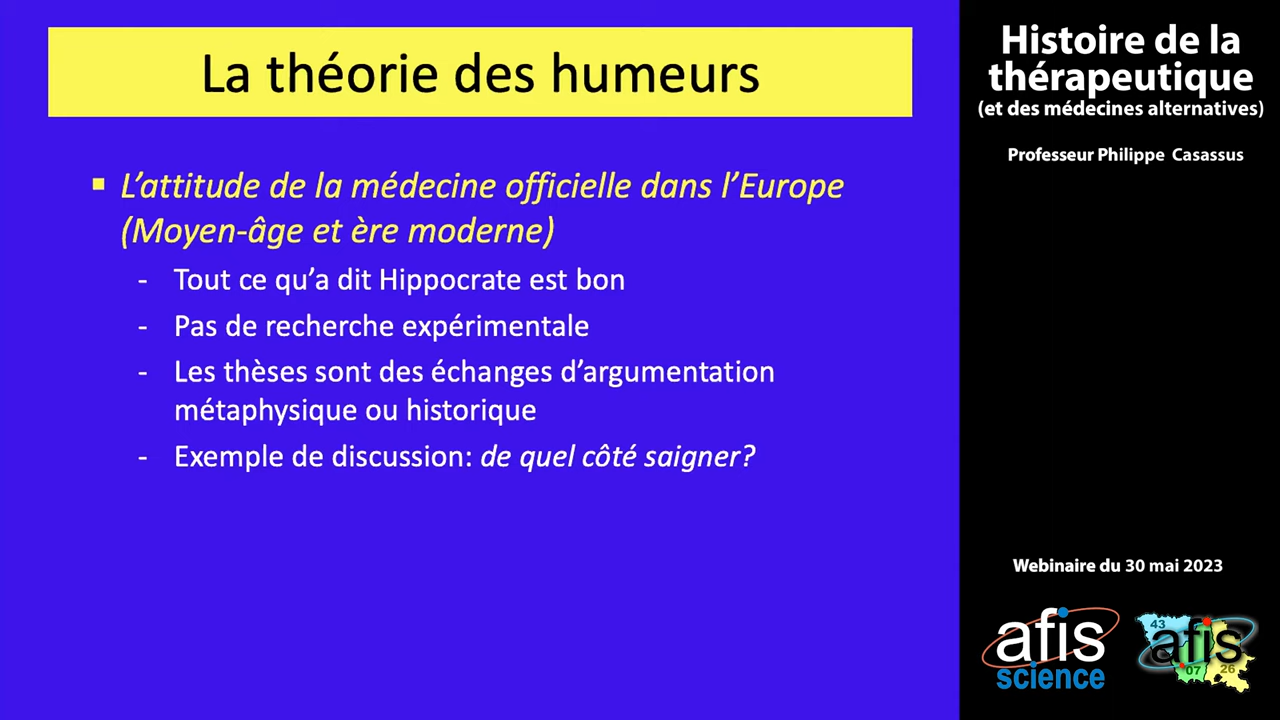 La théorie des humeurs
▪ L’attitude de la médecine officielle dans l’Europe
(Moyen-âge et ère moderne)
- Tout ce qu’a dit Hippocrate est bon
- Pas de recherche expérimentale
- Les thèses sont des échanges d’argumentation
métaphysique ou historique
- Exemple de discussion: de quel côté saigner?
Histoire de la
thérapeutique
(et des médecines alternatives)
Professeur Philippe Casassus
Webinaire du 30 mai 2023
afis
science
43
afis
07
26